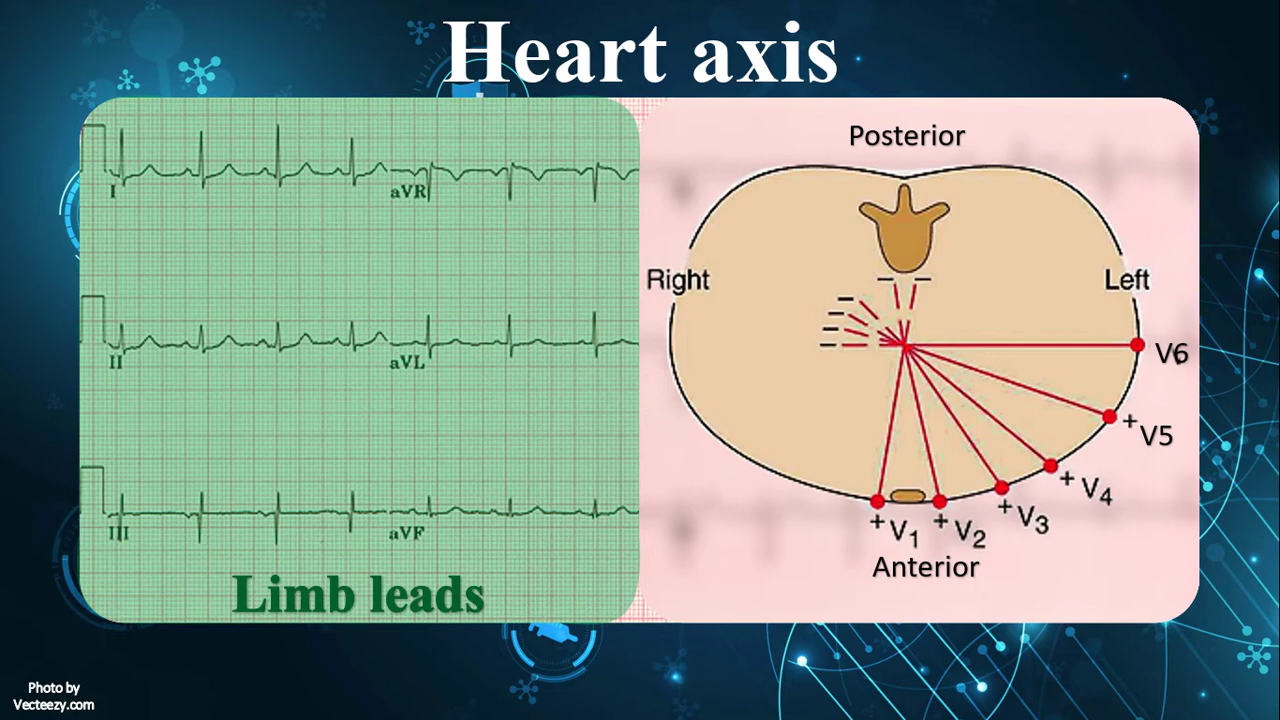 Heart axis
I
aVR
II
aVL
III
aVF
Limb leads
Posterior
Right
Left
V6
+ V5
+ V4
+ V3
+ V1
+ V2
Anterior
Photo by
Vecteezy.com